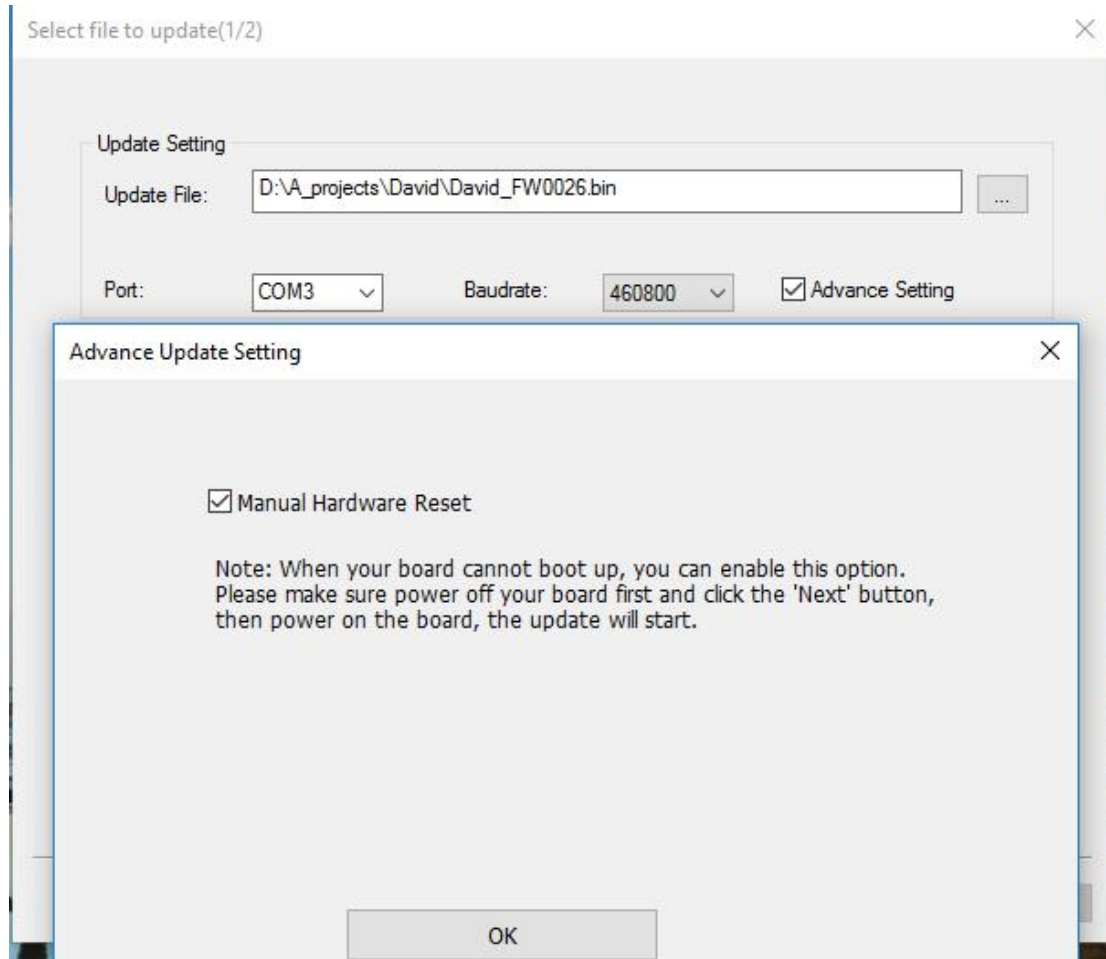 Select file to update(1/2)
Update Setting
Update File:
D:\A_projects\David\David_FW0026.bin
...
Port:
COM3
Baudrate:
460800
Advance Setting
Advance Update Setting
Manual Hardware Reset
Note: When your board cannot boot up, you can enable this option.
Please make sure power off your board first and click the 'Next' button,
then power on the board, the update will start.
OK